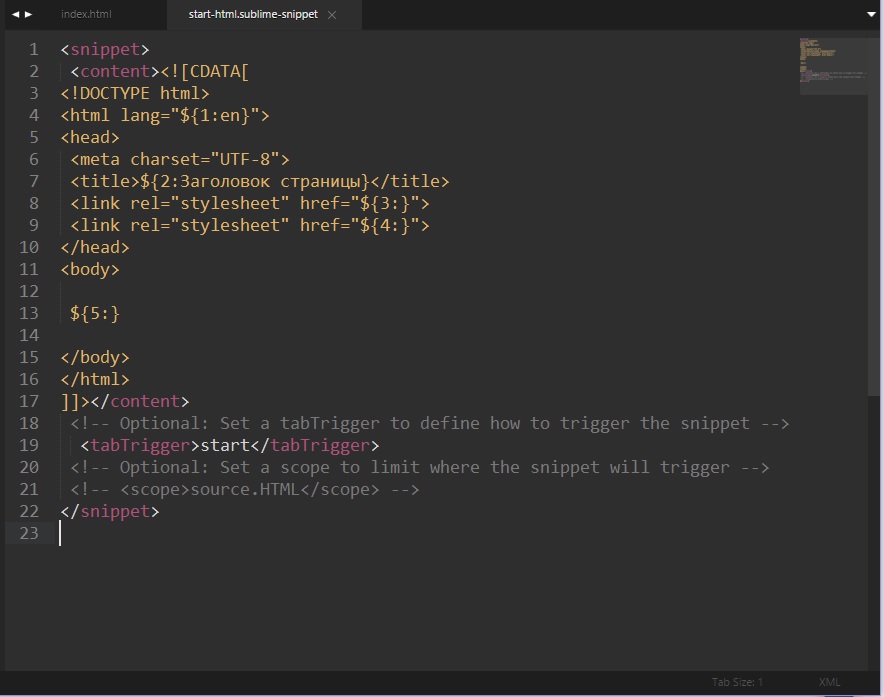 index.html
start-html.sublime-snippet
1 <snippet>
2 <content><![CDATA[
3 <!DOCTYPE html>
4 <html lang="${1:en}">
5 <head>
6 <meta charset="UTF-8">
7 <title>${2:Заголовок страницы}</title>
8 <link rel="stylesheet" href="${3:}">
9 <link rel="stylesheet" href="${4:}">
10 </head>
11 <body>
12
13 ${5:}
14
15 </body>
16 </html>
17 ]]></content>
18 <!-- Optional: Set a tabTrigger to define how to trigger the snippet -->
19 <tabTrigger>start</tabTrigger>
20 <!-- Optional: Set a scope to limit where the snippet will trigger -->
21 <!-- <scope>source.HTML</scope> -->
22 </snippet>
23
Tab Size: 1
XML